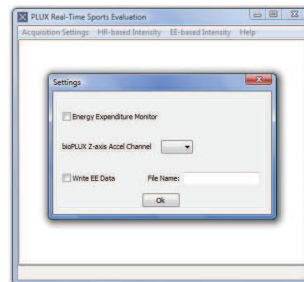 PLUX Real-Time Sports Evaluation
Acquisition Settings HR-based Intensity EE-based Intensity Help
Settings
Energy Expenditure Monitor
bioPLUX Z-axis Accel Channel
Write EE Data File Name:
Ok